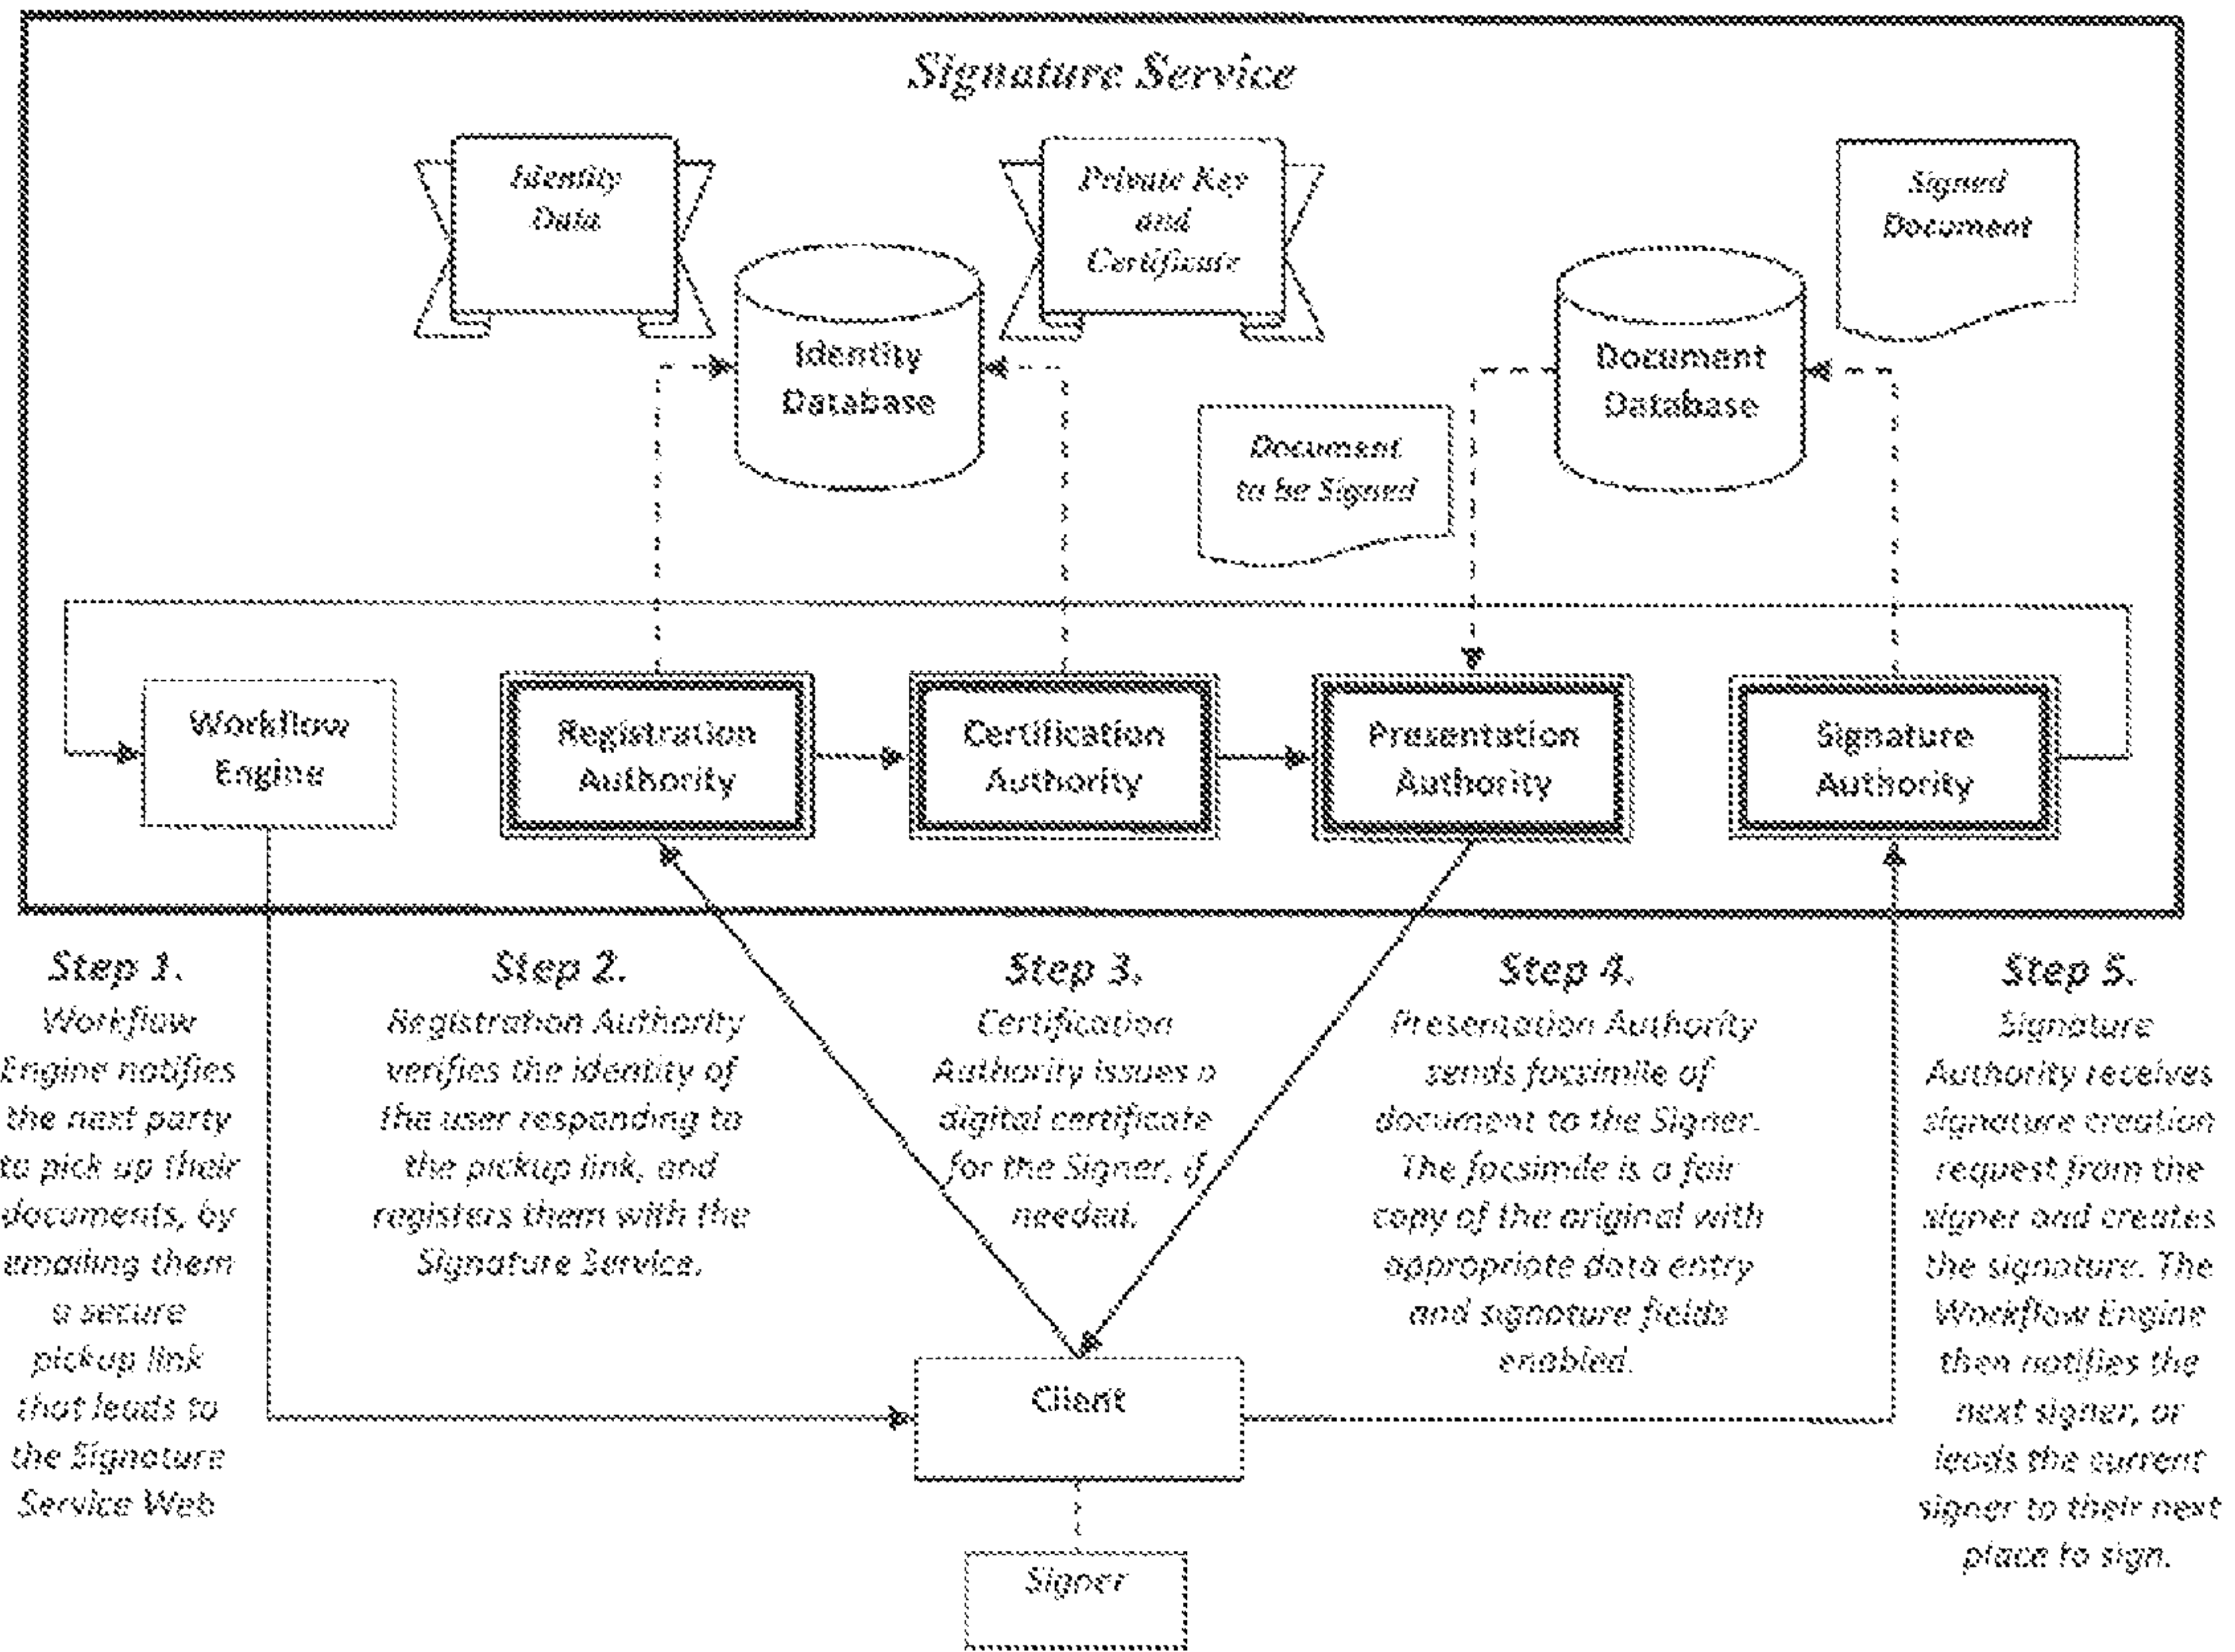 Signature Service
Identity
Data
Private Key
and
Certificate
Signed
Document
Identity
Database
Document
Database
Document
to be Signed
Workflow
Engine
Registration
Authority
Certification
Authority
Presentation
Authority
Signature
Authority
Step 1.
Workflow
Engine notifies
the next party
to pick up their
documents, by
emailing them
a secure
pickup link
that leads to
the Signature
Service Web
Step 2.
Registration Authority
verifies the identity of
the user responding to
the pickup link, and
registers them with the
Signature Service.
Step 3.
Certification
Authority issues a
digital certificate
for the Signer, if
needed.
Step 4.
Presentation Authority
sends facsimile of
document to the Signer.
The facsimile is a fair
copy of the original with
appropriate data entry
and signature fields
enabled.
Step 5.
Signature
Authority receives
signature creation
request from the
signer and creates
the signature. The
Workflow Engine
then notifies the
next signer, or
leads the current
signer to their next
place to sign.
Client
Signer